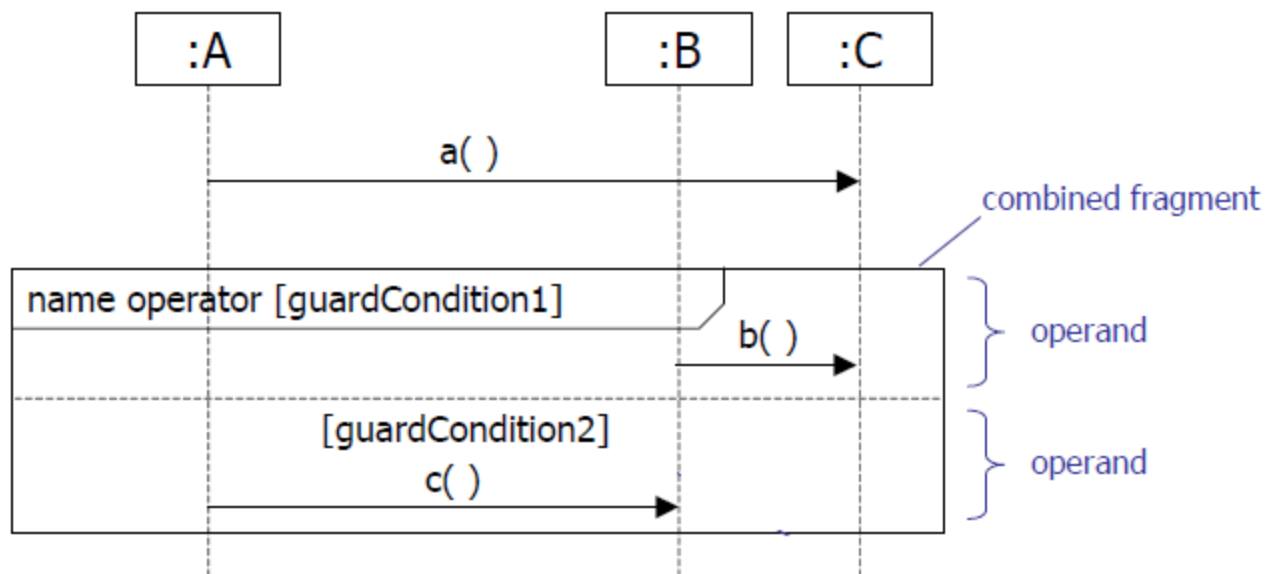 :A
:B
:C
a( )
combined fragment
name operator [guardCondition1]
operand
b( )
[guardCondition2]
operand
c( )